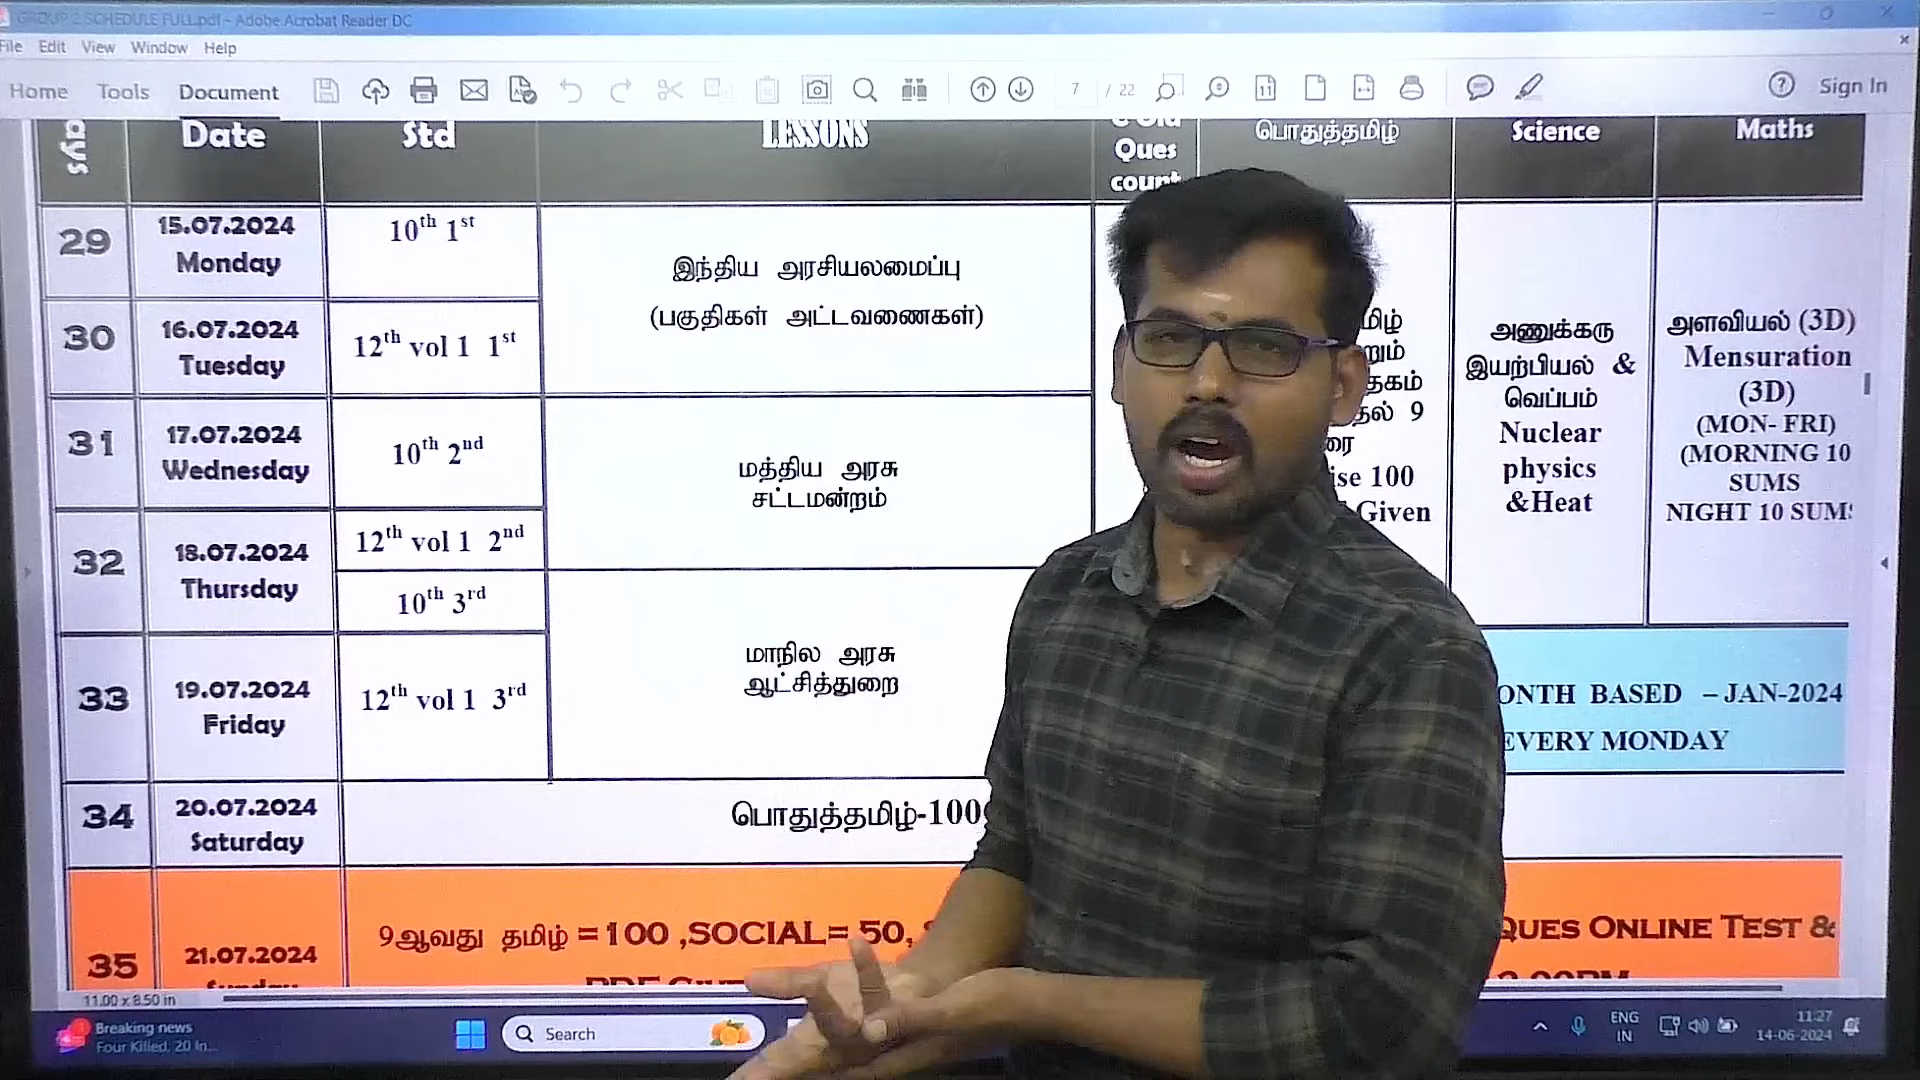 GROUP 2 SCHEDULE FULL.pdf - Adobe Acrobat Reader DC
File Edit View Window Help
Home Tools Document 7 / 22 Sign In
ays Date Std LESSONS Ques count பொதுத்தமிழ் Science Maths
29 15.07.2024 Monday 10th 1st
இந்திய அரசியலமைப்பு
(பகுதிகள் அட்டவணைகள்)
30 16.07.2024 Tuesday 12th vol 1 1st
31 17.07.2024 Wednesday 10th 2nd
மத்திய அரசு
சட்டமன்றம்
32 18.07.2024 Thursday 12th vol 1 2nd
10th 3rd
மாநில அரசு
ஆட்சித்துறை
33 19.07.2024 Friday 12th vol 1 3rd
மிழ்
றும்
தகம்
தல் 9
ரை
ise 100
Given
அணுக்கரு
இயற்பியல் &
வெப்பம்
Nuclear
physics
&Heat
அளவியல் (3D)
Mensuration
(3D)
(MON- FRI)
(MORNING 10
SUMS
NIGHT 10 SUMS
ONTH BASED – JAN-2024
EVERY MONDAY
34 20.07.2024 Saturday பொதுத்தமிழ்-100
35 21.07.2024 Sunday
9ஆவது தமிழ் =100 ,SOCIAL= 50, QUES ONLINE TEST &
11.00 x 8.50 in
Breaking news
Four Killed, 20 In...
Search
ENG
IN
11:27
14-06-2024